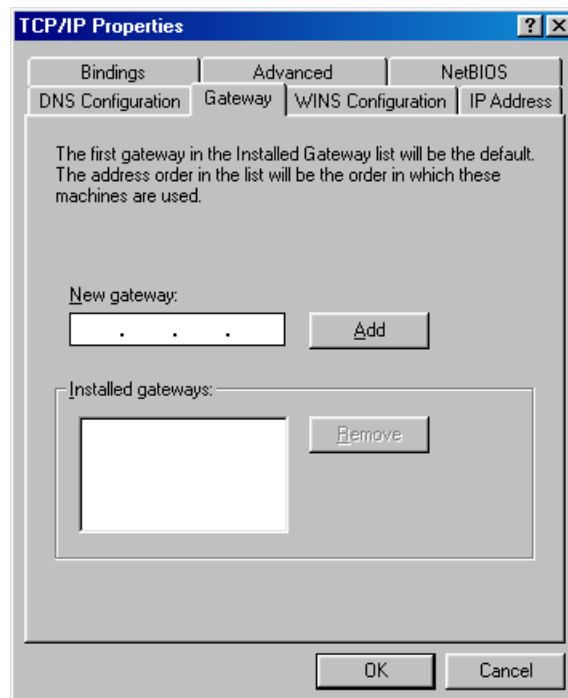 TCP/IP Properties
Bindings
Advanced
NetBIOS
DNS Configuration
Gateway
WINS Configuration
IP Address
The first gateway in the Installed Gateway list will be the default.
The address order in the list will be the order in which these
machines are used.
New gateway:
. . .
Add
Installed gateways:
Remove
OK
Cancel